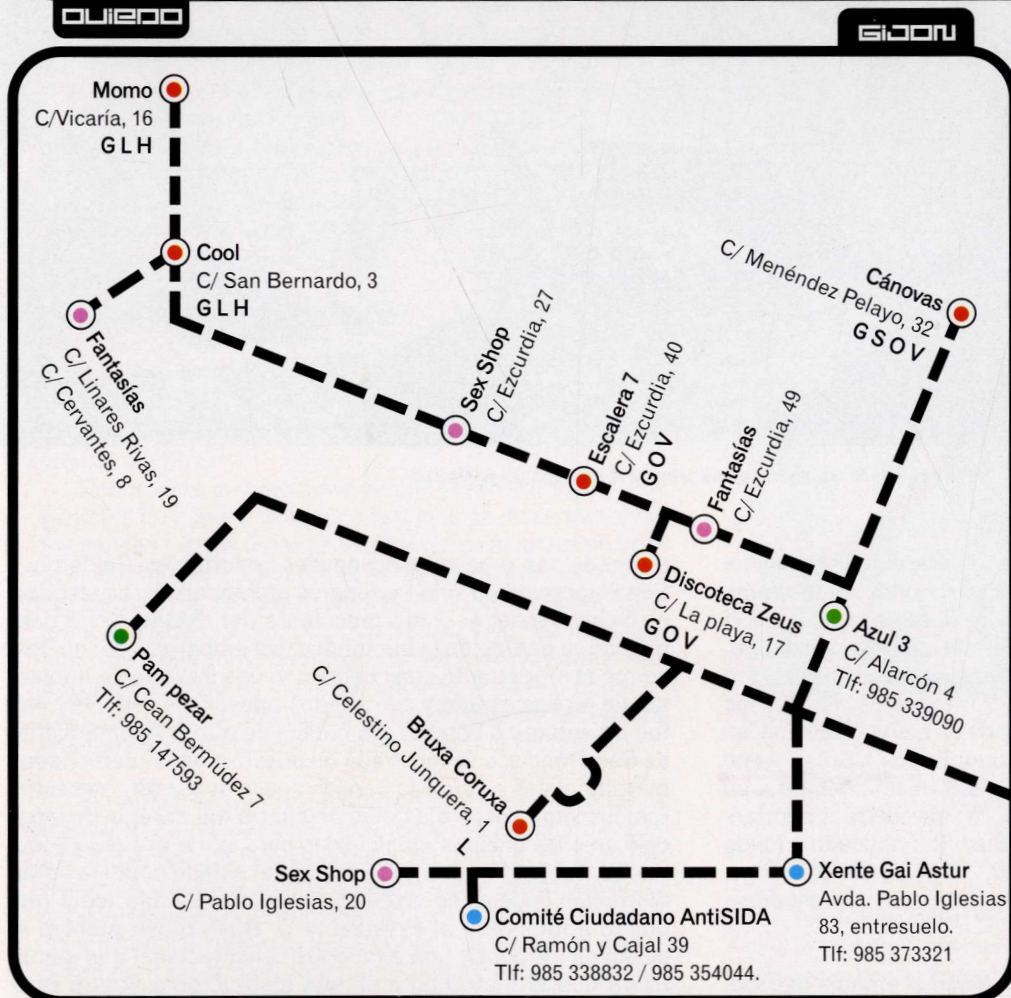 OVIEDO
GIJON
Momo
C/Vicaría, 16
GLH
Cool
C/ San Bernardo, 3
GLH
Fantasías
C/ Linares Rivas, 19
C/ Cervantes, 8
Sex Shop
C/ Ezcurdia, 27
Escalera 7
C/ Ezcurdia, 40
GOV
Fantasías
C/ Ezcurdia, 49
Cánovas
C/ Menéndez Pelayo, 32
GSOV
Discoteca Zeus
C/ La playa, 17
GOV
Azul 3
C/ Alarcón 4
Tlf: 985 339090
Pam pezar
C/ Cean Bermúdez 7
Tlf: 985 147593
Bruxa Coruxa
C/ Celestino Junquera, 1
L
Sex Shop
C/ Pablo Iglesias, 20
Comité Ciudadano AntiSIDA
C/ Ramón y Cajal 39
Tlf: 985 338832 / 985 354044.
Xente Gai Astur
Avda. Pablo Iglesias
83, entresuelo.
Tlf: 985 373321